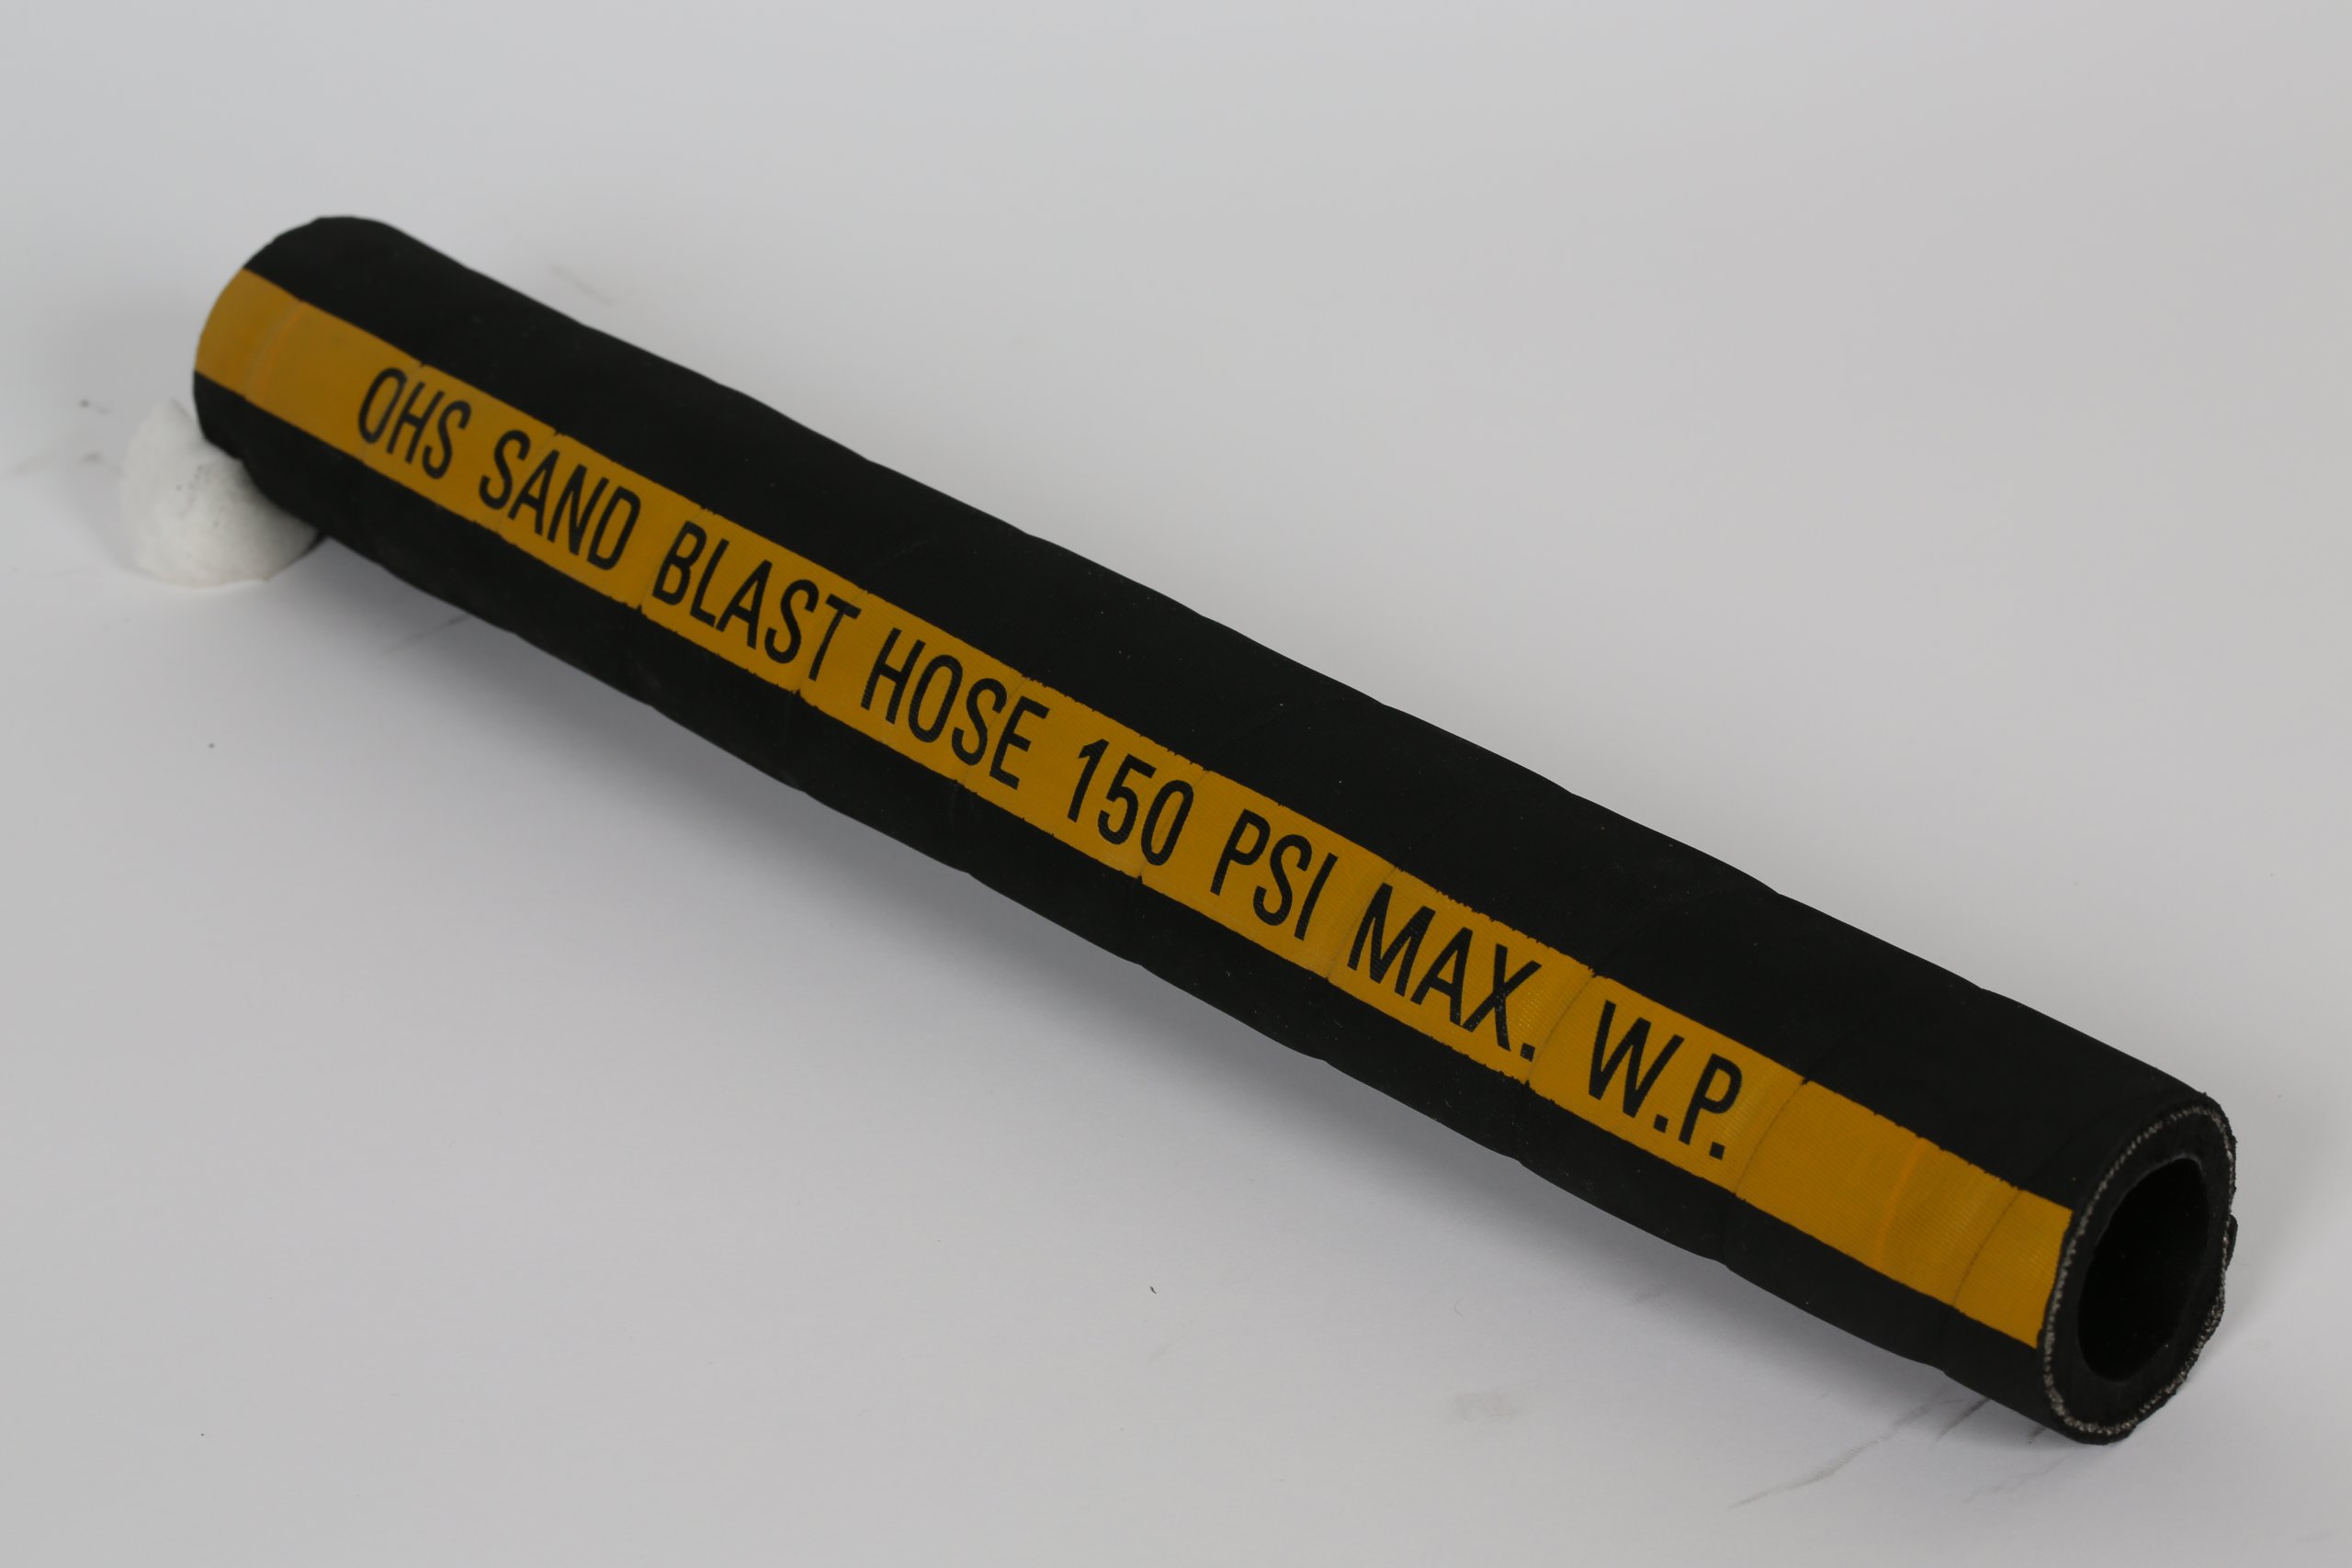 OHS SAND BLAST HOSE 150 PSI MAX. W.P.